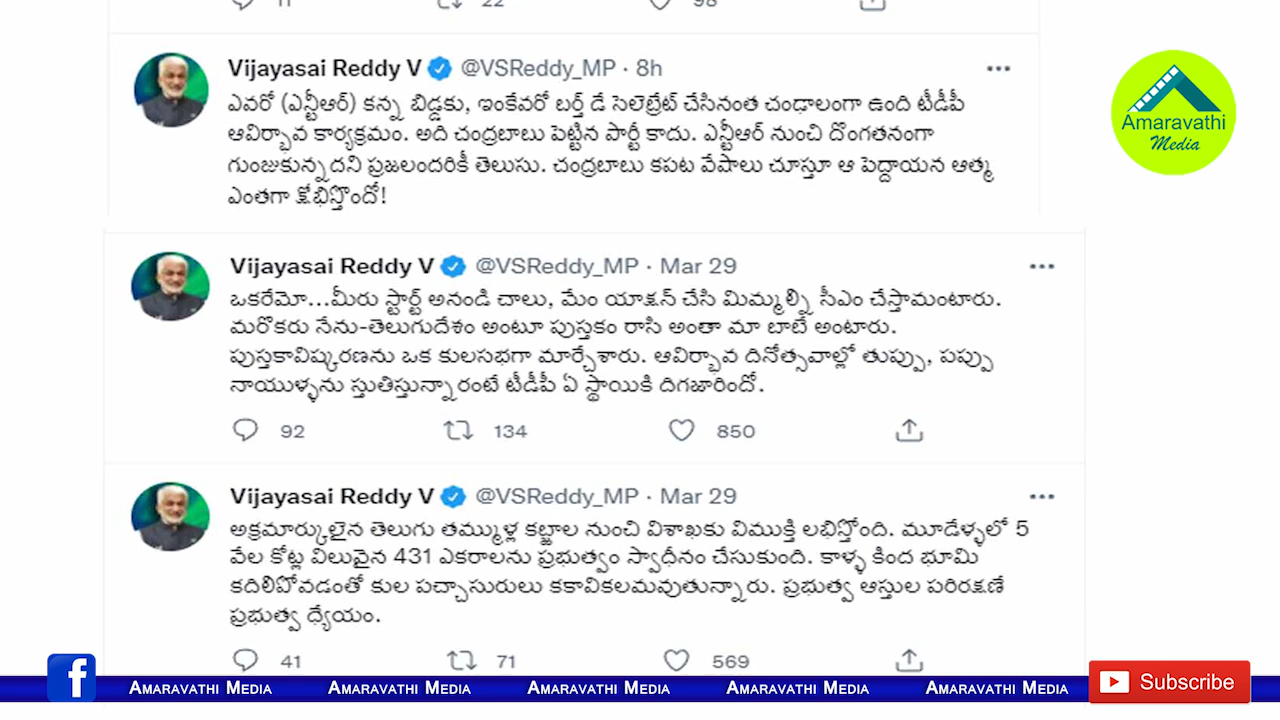 11 22 98
Vijayasai Reddy V @VSReddy_MP · 8h
ఎవరో (ఎన్టీఆర్) కన్న బిడ్డకు, ఇంకేవరో బర్త్ డే సెలెబ్రేట్ చేసినంత చండాలంగా ఉంది టీడీపీ
ఆవిర్భావ కార్యక్రమం. అది చంద్రబాబు పెట్టిన పార్టీ కాదు. ఎన్టీఆర్ నుంచి దొంగతనంగా
గుంజుకున్నదని ప్రజలందరికీ తెలుసు. చంద్రబాబు కపట వేషాలు చూస్తూ ఆ పెద్దాయన ఆత్మ
ఎంతగా క్షోభిస్తొందో!
Amaravathi
Media
Vijayasai Reddy V @VSReddy_MP · Mar 29
ఒకరేమో...మీరు స్టార్ట్ అనండి చాలు, మేం యాక్షన్ చేసి మిమ్మల్ని సీఎం చేస్తామంటారు.
మరొకరు నేను-తెలుగుదేశం అంటూ పుస్తకం రాసి అంతా మా బాబే అంటారు.
పుస్తకావిష్కరణను ఒక కులసభగా మార్చేశారు. ఆవిర్భావ దినోత్సవాల్లో తుప్పు, పప్పు
నాయుళ్ళను స్తుతిస్తున్నారంటే టీడీపీ ఏ స్థాయికి దిగజారిందో.
92 134 850
Vijayasai Reddy V @VSReddy_MP · Mar 29
అక్రమార్కులైన తెలుగు తమ్ముళ్ల కబ్జాల నుంచి విశాఖకు విముక్తి లభిస్తోంది. మూడేళ్ళలో 5
వేల కోట్ల విలువైన 431 ఎకరాలను ప్రభుత్వం స్వాధీనం చేసుకుంది. కాళ్ళ కింద భూమి
కదిలిపోవడంతో కుల పచ్చాసురులు కకావికలమవుతున్నారు. ప్రభుత్వ ఆస్తుల పరిరక్షణే
ప్రభుత్వ ధ్యేయం.
41 71 569
f Amaravathi Media Amaravathi Media Amaravathi Media Amaravathi Media Amaravathi Media Subscribe